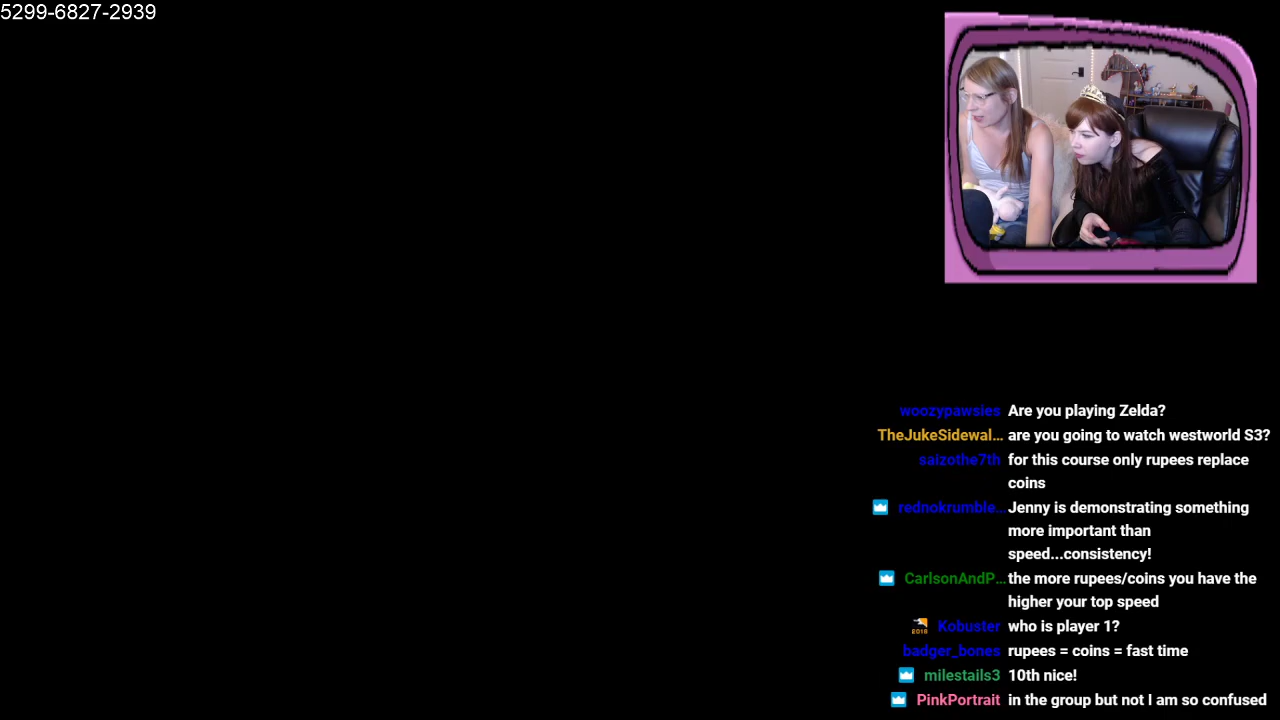 5299-6827-2939
woozypawsies Are you playing Zelda?
TheJukeSidewal... are you going to watch westworld S3?
saizothe7th for this course only rupees replace
coins
rednokrumble... Jenny is demonstrating something
more important than
speed...consistency!
CarlsonAndP... the more rupees/coins you have the
higher your top speed
2018 Kobuster who is player 1?
badger_bones rupees = coins = fast time
milestails3 10th nice!
PinkPortrait in the group but not I am so confused